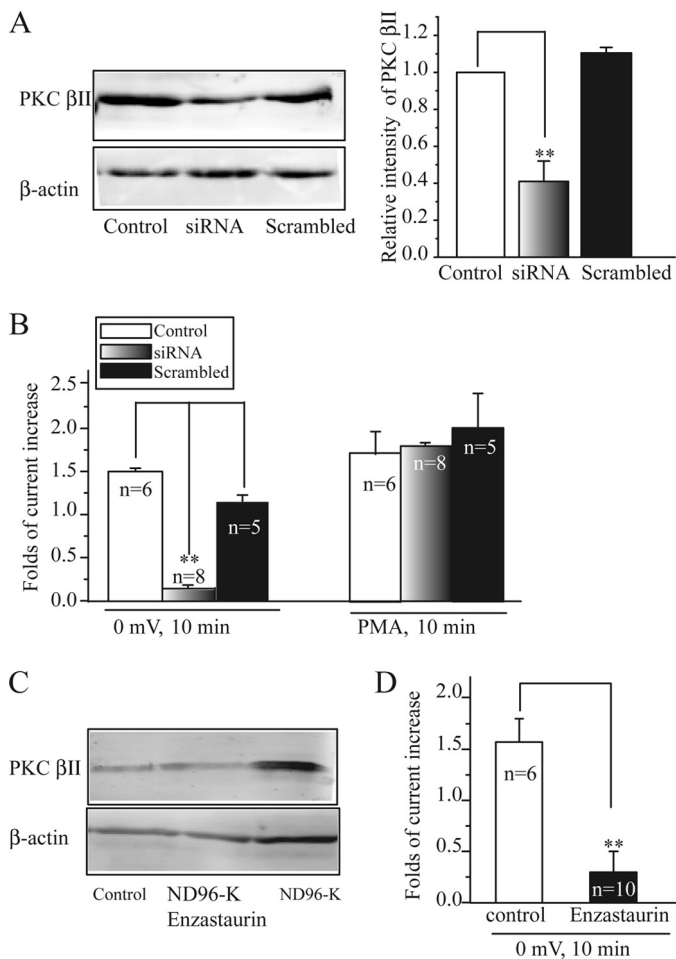 A
PKC βII
β-actin
Control siRNA Scrambled
Relative intensity of PKC βII
1.2
1.0
0.8
0.6
0.4
0.2
0.0
**
Control siRNA Scrambled
B
Control
siRNA
Scrambled
Folds of current increase
2.5
2.0
1.5
1.0
0.5
0.0
n=6
**
n=8
n=5
n=6
n=8
n=5
0 mV, 10 min
PMA, 10 min
C
PKC βII
β-actin
Control ND96-K ND96-K
Enzastaurin
D
Folds of current increase
2.0
1.5
1.0
0.5
0.0
n=6
**
n=10
control Enzastaurin
0 mV, 10 min